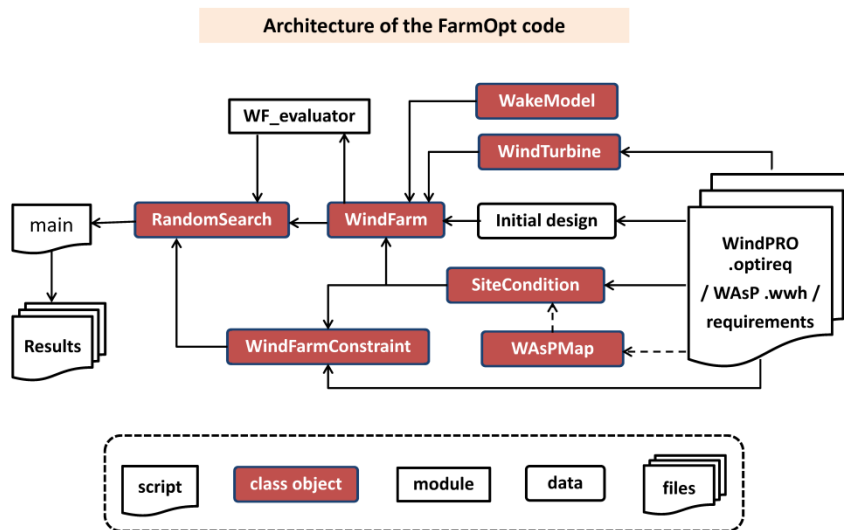 Architecture of the FarmOpt code
WakeModel
WF_evaluator
WindTurbine
main
RandomSearch
WindFarm
Initial design
WindPRO
.optireq
/ WAsP .wwh /
requirements
SiteCondition
Results
WindFarmConstraint
WAsPMap
script
class object
module
data
files